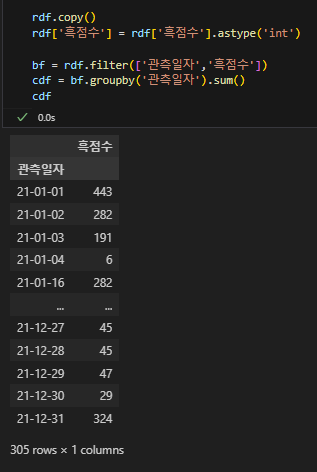 rdf.copy()
rdf['흑점수'] = rdf['흑점수'].astype('int')
bf = rdf.filter(['관측일자','흑점수'])
cdf = bf.groupby('관측일자').sum()
cdf
0.0s
흑점수
관측일자
21-01-01 443
21-01-02 282
21-01-03 191
21-01-04 6
21-01-16 282
... ...
21-12-27 45
21-12-28 45
21-12-29 47
21-12-30 29
21-12-31 324
305 rows × 1 columns